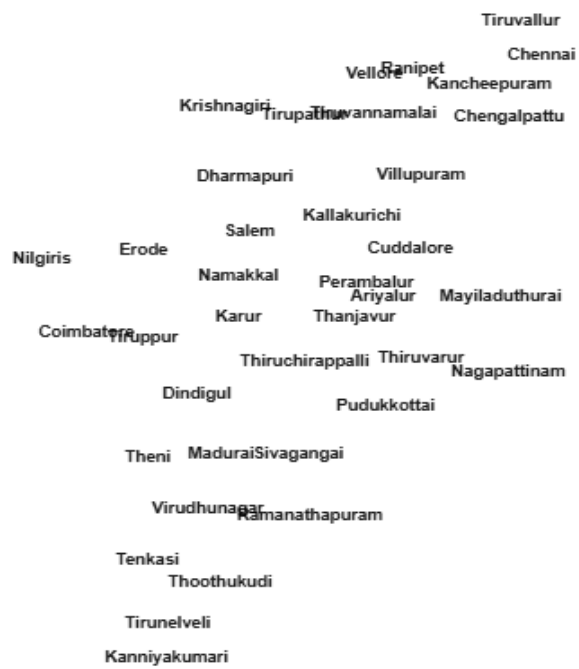 Tiruvallur
Chennai
Ranipet
Vellore
Kancheepuram
Krishnagiri
Tirupathur
Tiruvannamalai
Chengalpattu
Dharmapuri
Villupuram
Kallakurichi
Salem
Cuddalore
Erode
Nilgiris
Namakkal
Perambalur
Ariyalur
Mayiladuthurai
Karur
Thanjavur
Coimbatore
Tiruppur
Thiruchirappalli
Thiruvarur
Nagapattinam
Dindigul
Pudukkottai
Theni
Madurai
Sivagangai
Virudhunagar
Ramanathapuram
Tenkasi
Thoothukudi
Tirunelveli
Kanniyakumari